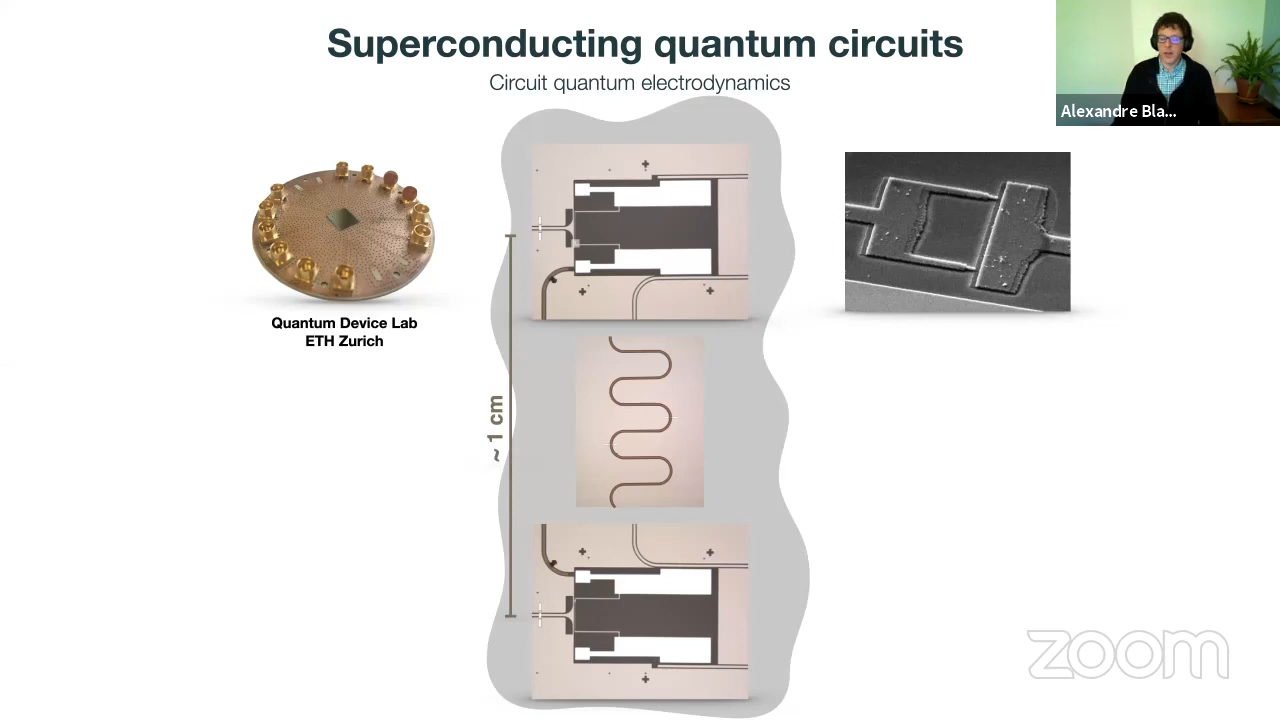 Superconducting quantum circuits
Circuit quantum electrodynamics
Alexandre Bla...
Quantum Device Lab
ETH Zurich
~ 1 cm
zoom